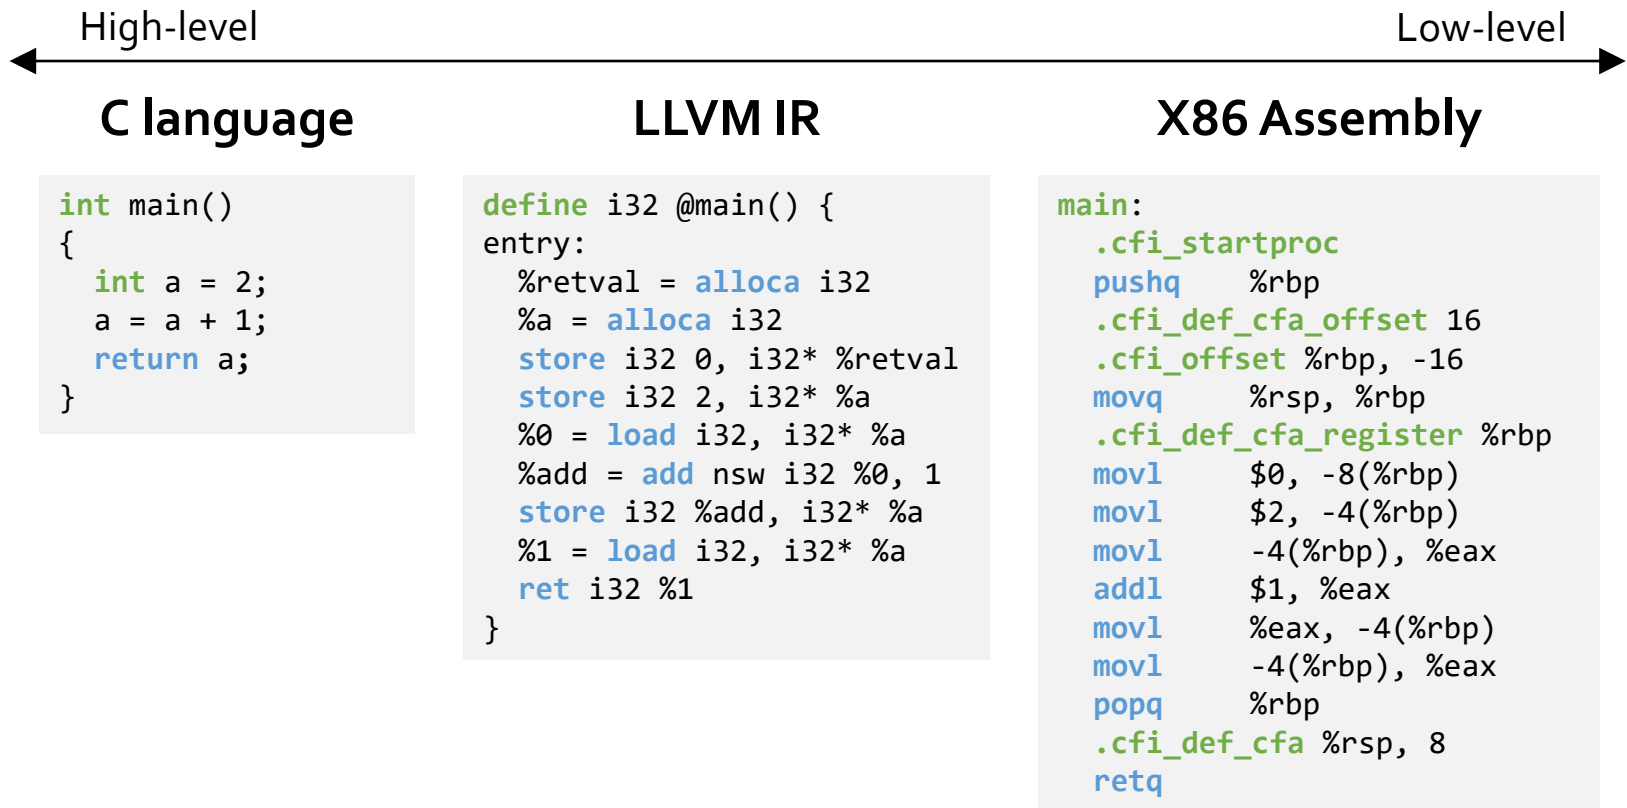 High-level
Low-level
C language
int main()
{
  int a = 2;
  a = a + 1;
  return a;
}
LLVM IR
define i32 @main() {
entry:
  %retval = alloca i32
  %a = alloca i32
  store i32 0, i32* %retval
  store i32 2, i32* %a
  %0 = load i32, i32* %a
  %add = add nsw i32 %0, 1
  store i32 %add, i32* %a
  %1 = load i32, i32* %a
  ret i32 %1
}
X86 Assembly
main:
  .cfi_startproc
  pushq    %rbp
  .cfi_def_cfa_offset 16
  .cfi_offset %rbp, -16
  movq     %rsp, %rbp
  .cfi_def_cfa_register %rbp
  movl     $0, -8(%rbp)
  movl     $2, -4(%rbp)
  movl     -4(%rbp), %eax
  addl     $1, %eax
  movl     %eax, -4(%rbp)
  movl     -4(%rbp), %eax
  popq     %rbp
  .cfi_def_cfa %rsp, 8
  retq